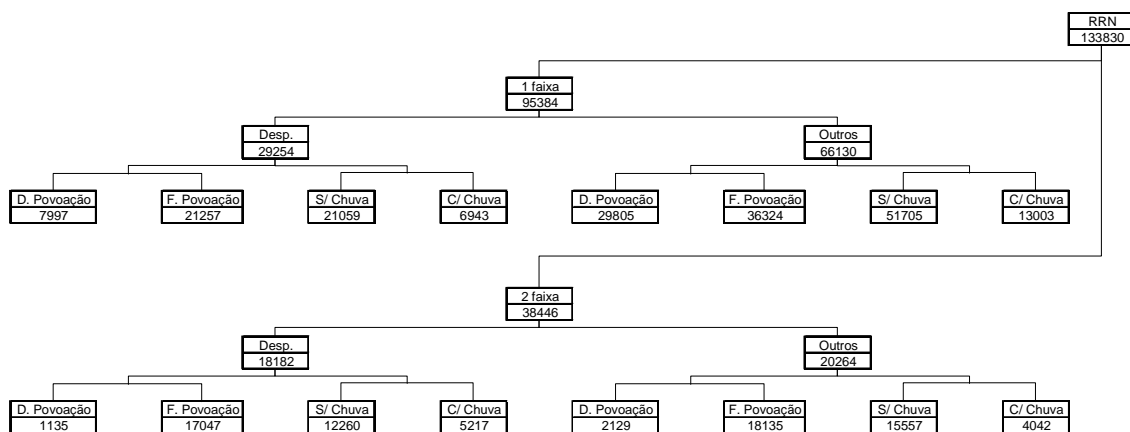 RRN
133830
1 faixa
95384
Desp.
29254
Outros
66130
D. Povoação
7997
F. Povoação
21257
S/ Chuva
21059
C/ Chuva
6943
D. Povoação
29805
F. Povoação
36324
S/ Chuva
51705
C/ Chuva
13003
2 faixa
38446
Desp.
18182
Outros
20264
D. Povoação
1135
F. Povoação
17047
S/ Chuva
12260
C/ Chuva
5217
D. Povoação
2129
F. Povoação
18135
S/ Chuva
15557
C/ Chuva
4042